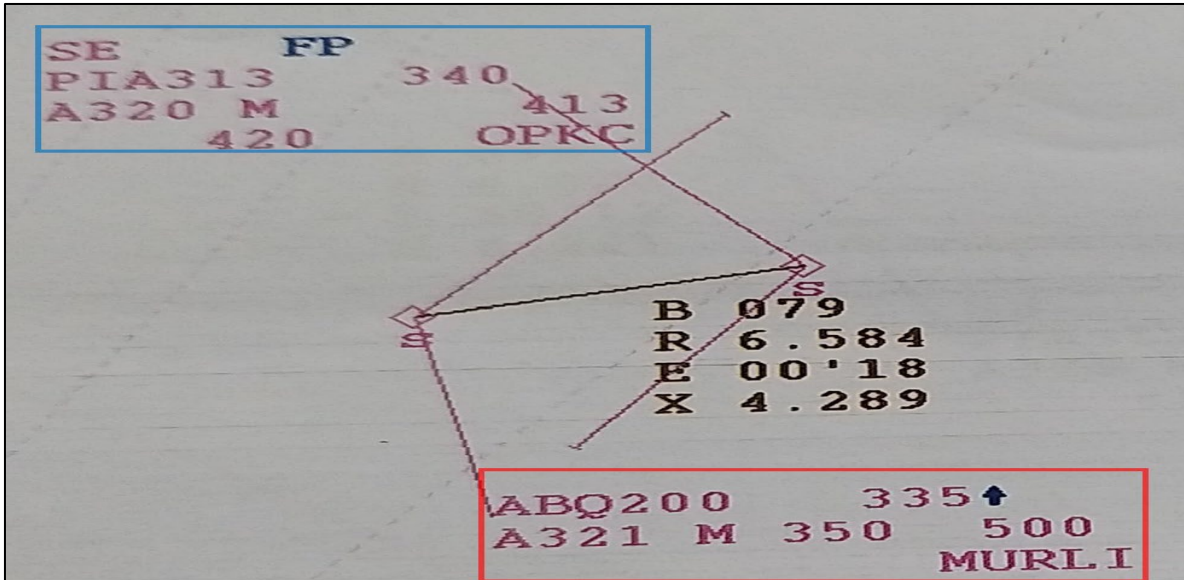 SE FP
PIA313 340
A320 M 413
420 OPKC
S
S
B 079
R 6.584
E 00'18
X 4.289
ABQ200 335⬆
A321 M 350 500
MURLI